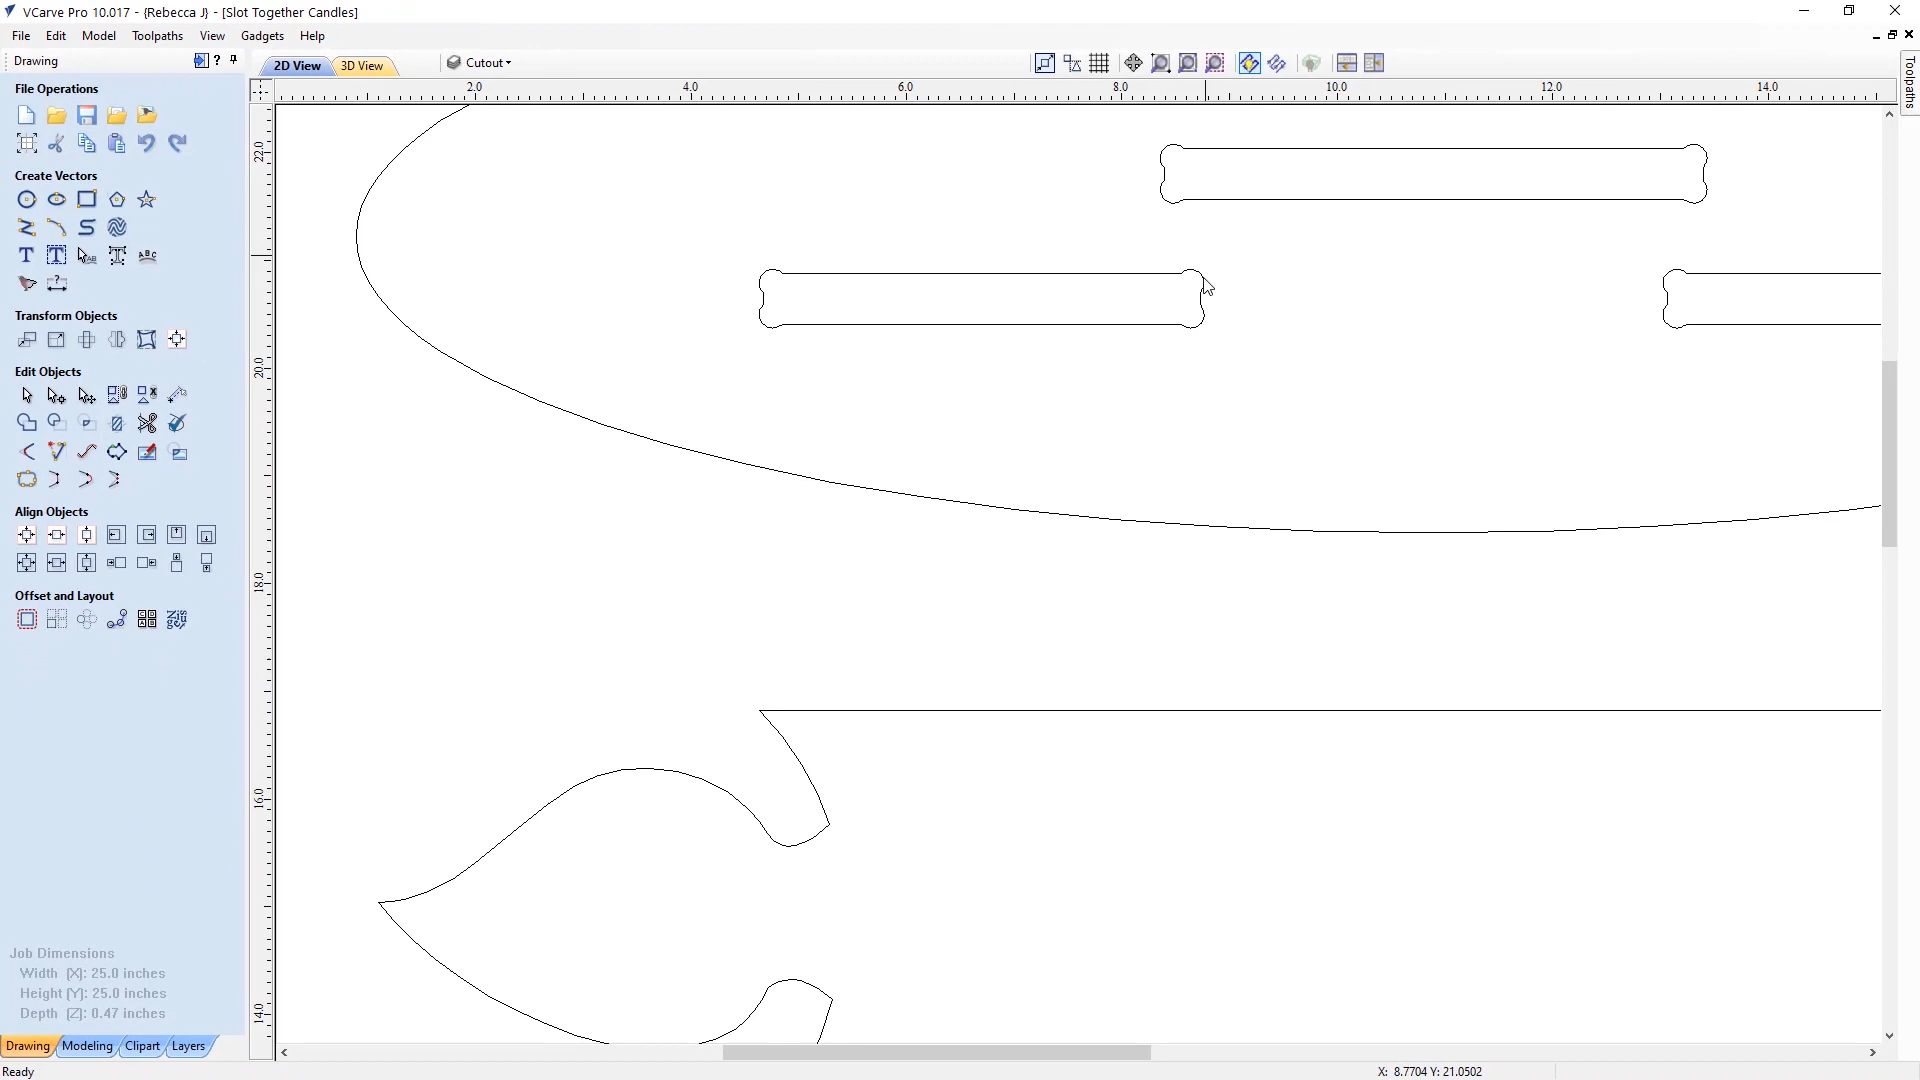 VCarve Pro 10.017 - {Rebecca J} - [Slot Together Candles]
File Edit Model Toolpaths View Gadgets Help
Drawing ?
2D View 3D View Cutout
Toolpaths
2.0 4.0 6.0 8.0 10.0 12.0 14.0
22.0
20.0
18.0
16.0
14.0
File Operations
Create Vectors
T T AB T ABC
?
Transform Objects
Edit Objects
Align Objects
Offset and Layout
Job Dimensions
Width (X): 25.0 inches
Height (Y): 25.0 inches
Depth (Z): 0.47 inches
Drawing Modeling Clipart Layers
Ready
X: 8.7704 Y: 21.0502